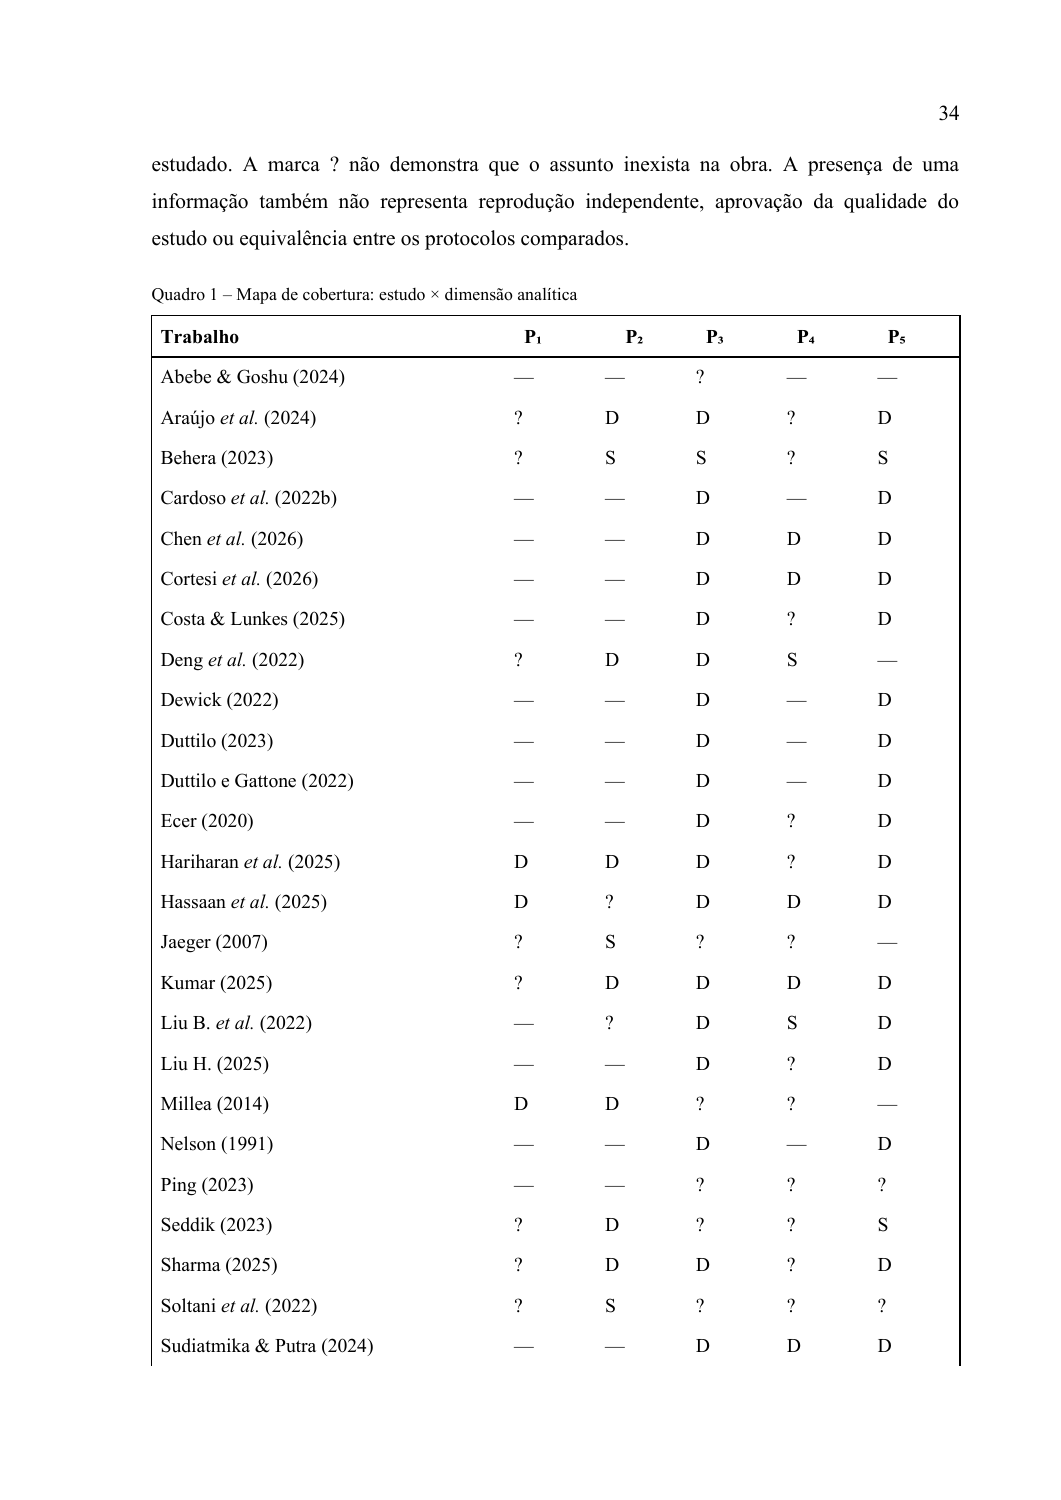 34
estudado. A marca ? não demonstra que o assunto inexista na obra. A presença de uma
informação também não representa reprodução independente, aprovação da qualidade do
estudo ou equivalência entre os protocolos comparados.
Quadro 1 – Mapa de cobertura: estudo × dimensão analítica
Trabalho P₁ P₂ P₃ P₄ P₅
Abebe & Goshu (2024) — — ? — —
Araújo et al. (2024) ? D D ? D
Behera (2023) ? S S ? S
Cardoso et al. (2022b) — — D — D
Chen et al. (2026) — — D D D
Cortesi et al. (2026) — — D D D
Costa & Lunkes (2025) — — D ? D
Deng et al. (2022) ? D D S —
Dewick (2022) — — D — D
Duttilo (2023) — — D — D
Duttilo e Gattone (2022) — — D — D
Ecer (2020) — — D ? D
Hariharan et al. (2025) D D D ? D
Hassaan et al. (2025) D ? D D D
Jaeger (2007) ? S ? ? —
Kumar (2025) ? D D D D
Liu B. et al. (2022) — ? D S D
Liu H. (2025) — — D ? D
Millea (2014) D D ? ? —
Nelson (1991) — — D — D
Ping (2023) — — ? ? ?
Seddik (2023) ? D ? ? S
Sharma (2025) ? D D ? D
Soltani et al. (2022) ? S ? ? ?
Sudiatmika & Putra (2024) — — D D D